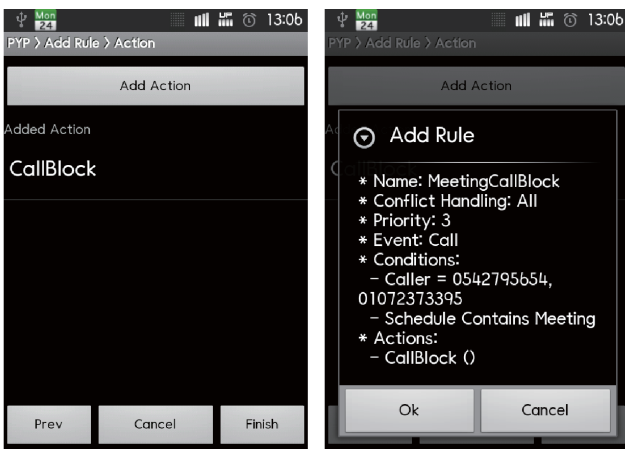 Mon
24
13:06
PYP > Add Rule > Action
Add Action
Added Action
CallBlock
Prev
Cancel
Finish
Mon
24
13:06
PYP > Add Rule > Action
Add Action
Add Rule
* Name: MeetingCallBlock
* Conflict Handling: All
* Priority: 3
* Event: Call
* Conditions:
- Caller = 0542795654,
01072373395
- Schedule Contains Meeting
* Actions:
- CallBlock ()
Ok
Cancel